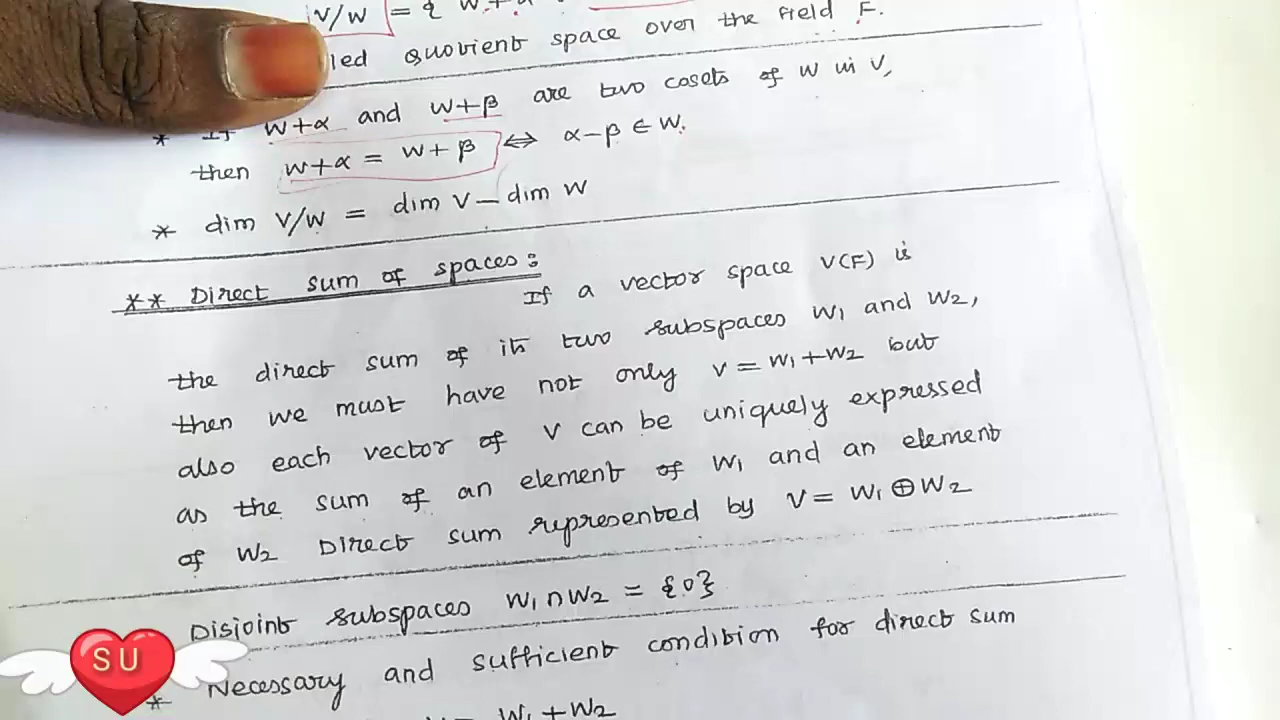 V/W = { W+α
led quotient space over the field F.
* If W+α and W+β are two cosets of W in V,
then W+α = W+β ⇔ α-β ∈ W.
* dim V/W = dim V - dim W
** Direct sum of spaces:
If a vector space V(F) is
the direct sum of its two subspaces W1 and W2,
then we must have not only V = W1+W2 but
also each vector of V can be uniquely expressed
as the sum of an element of W1 and an element
of W2 Direct sum represented by V = W1 ⊕ W2
Disjoint subspaces W1 ∩ W2 = {0}
* Necessary and sufficient condition for direct sum
W1+W2
SU